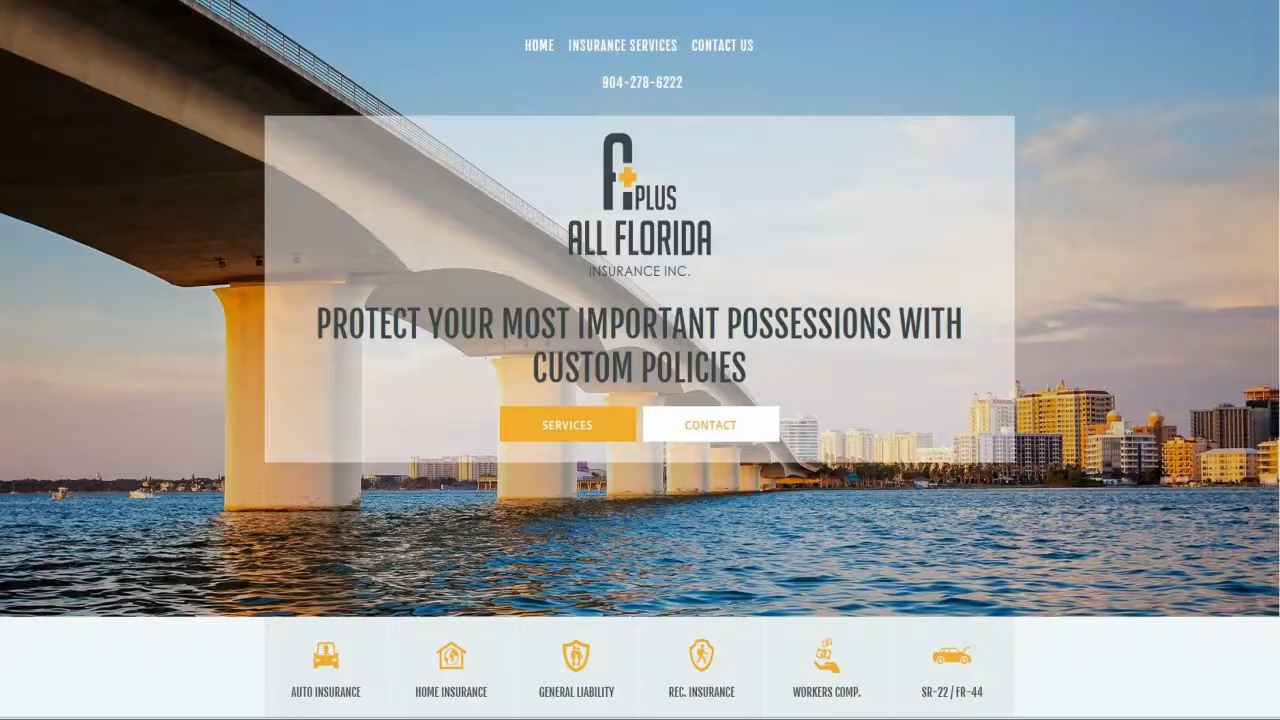 HOME INSURANCE SERVICES CONTACT US
904-278-6222
A PLUS
ALL FLORIDA
INSURANCE INC.
PROTECT YOUR MOST IMPORTANT POSSESSIONS WITH
CUSTOM POLICIES
SERVICES CONTACT
AUTO INSURANCE HOME INSURANCE GENERAL LIABILITY REC. INSURANCE WORKERS COMP. SR-22 / FR-44